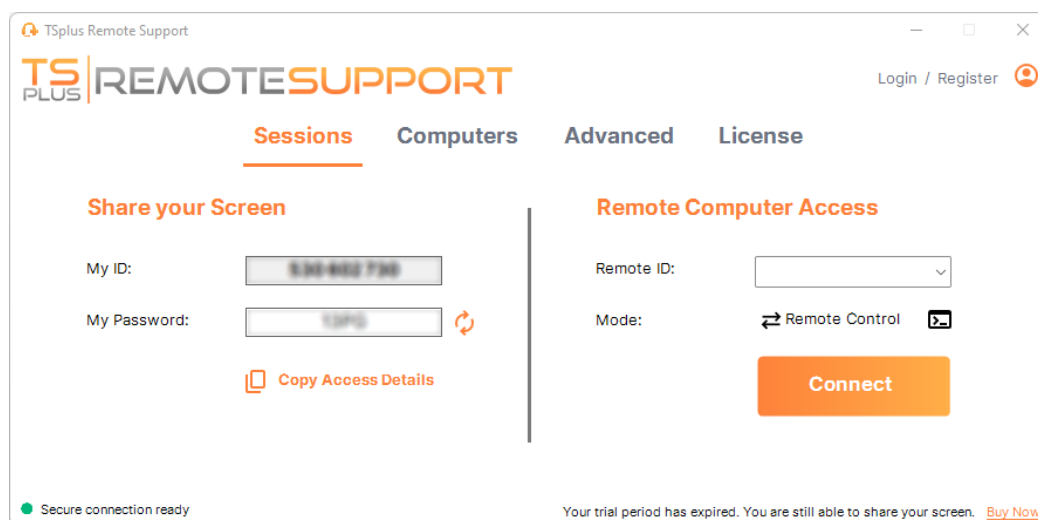 TSplus Remote Support
TS PLUS REMOTESUPPORT
Login / Register
Sessions Computers Advanced License
Share your Screen
My ID:
My Password:
Copy Access Details
Remote Computer Access
Remote ID:
Mode: Remote Control
Connect
Secure connection ready
Your trial period has expired. You are still able to share your screen. Buy Now